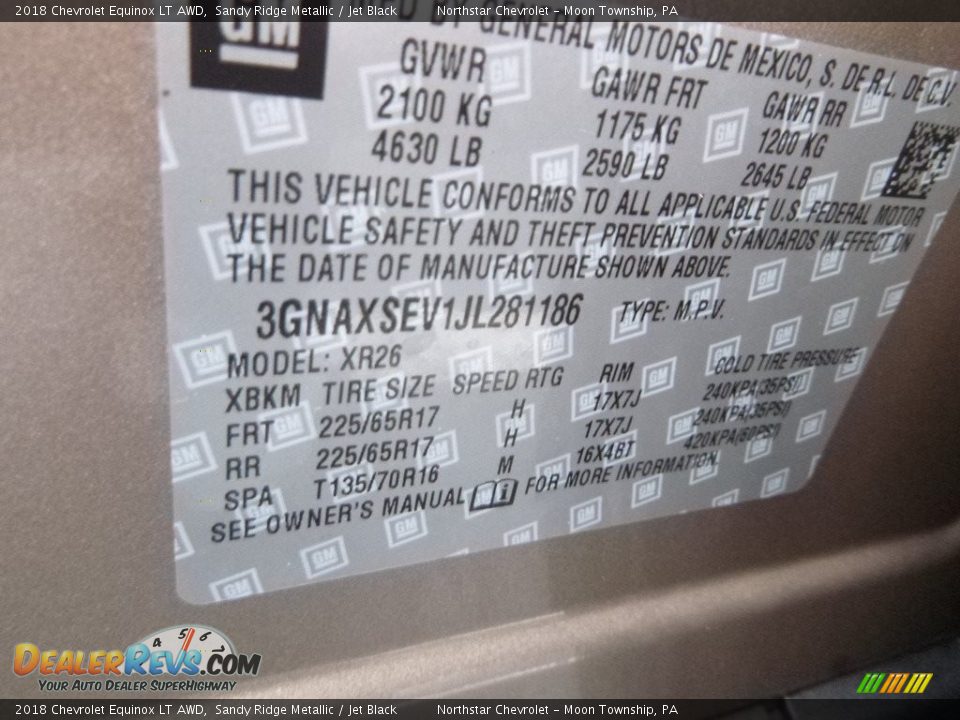 2018 Chevrolet Equinox LT AWD, Sandy Ridge Metallic / Jet Black Northstar Chevrolet – Moon Township, PA
GM
BY GENERAL MOTORS DE MEXICO, S. DE R.L. DE C.V.
GVWR GAWR FRT GAWR RR
2100 KG 1175 KG 1200 KG
4630 LB 2590 LB 2645 LB
THIS VEHICLE CONFORMS TO ALL APPLICABLE U.S. FEDERAL MOTOR
VEHICLE SAFETY AND THEFT PREVENTION STANDARDS IN EFFECT ON
THE DATE OF MANUFACTURE SHOWN ABOVE.
3GNAXSEV1JL281186 TYPE: M.P.V.
MODEL: XR26
XBKM TIRE SIZE SPEED RTG RIM COLD TIRE PRESSURE
FRT 225/65R17 H 17X7J 240KPA(35PSI)
RR 225/65R17 H 17X7J 240KPA(35PSI)
SPA T135/70R16 M 16X4BT 420KPA(60PSI)
SEE OWNER'S MANUAL FOR MORE INFORMATION.
4 5 6
DEALERREVS.COM
YOUR AUTO DEALER SUPERHIGHWAY
2018 Chevrolet Equinox LT AWD, Sandy Ridge Metallic / Jet Black Northstar Chevrolet – Moon Township, PA